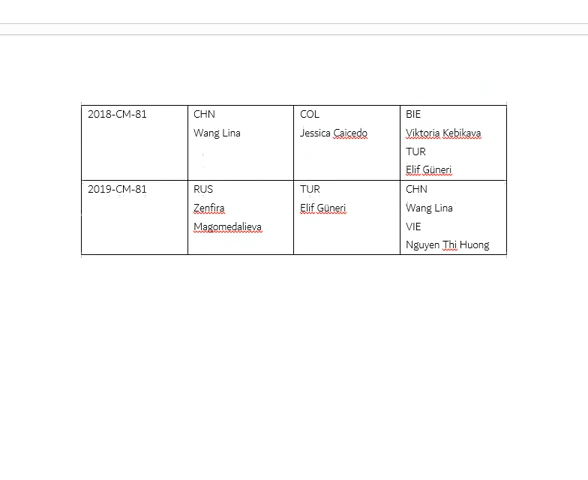 2018-CM-81
CHN
Wang Lina
COL
Jessica Caicedo
BIE
Viktoria Kebikava
TUR
Elif Güneri
2019-CM-81
RUS
Zenfira
Magomedalieva
TUR
Elif Güneri
CHN
Wang Lina
VIE
Nguyen Thi Huong